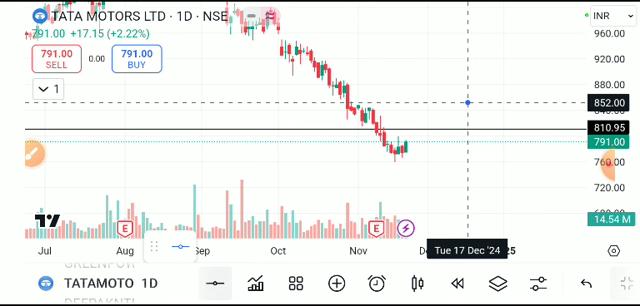 TATA MOTORS LTD · 1D · NSE
INR
791.00 +17.15 (+2.22%)
960.00
791.00
SELL
0.00
791.00
BUY
920.00
880.00
1
852.00
810.95
791.00
760.00
720.00
14.54 M
E
E
Jul
Aug
Sep
Oct
Nov
Tue 17 Dec '24
TATAMOTO 1D